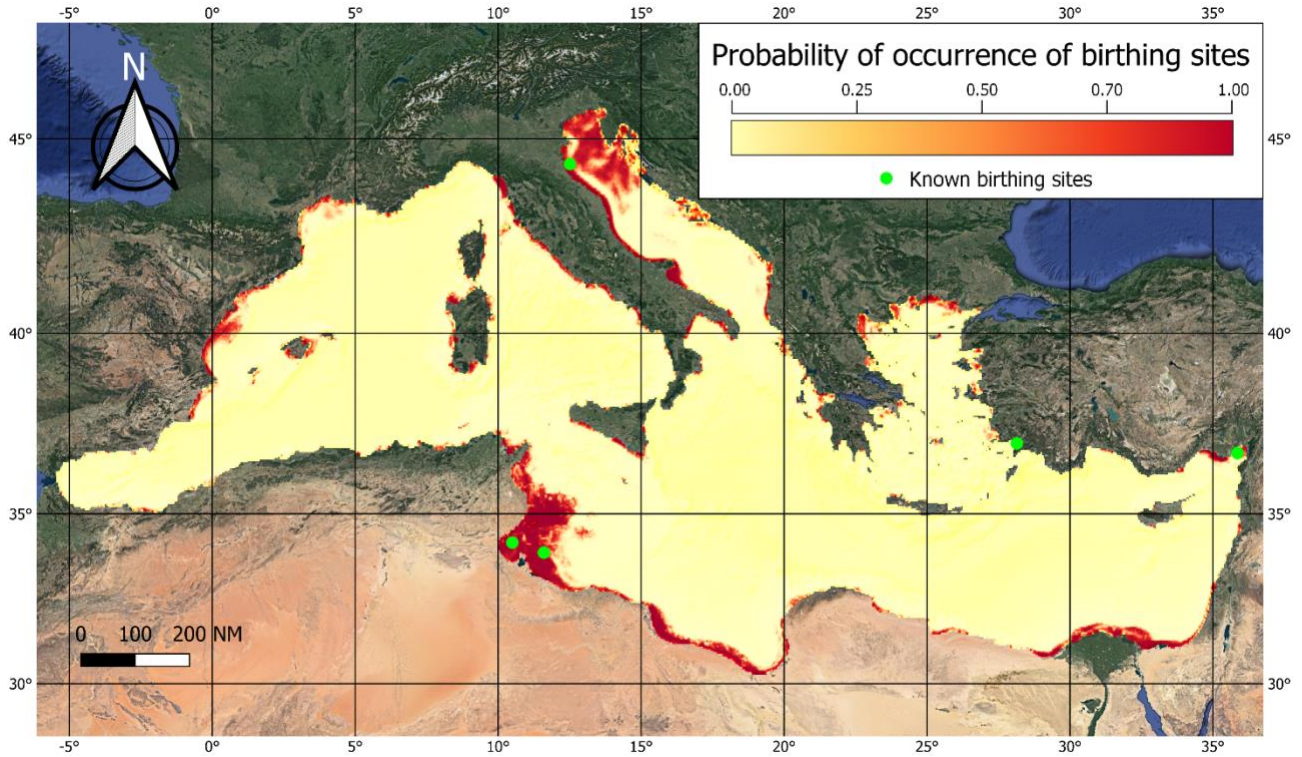 -5° 0° 5° 10° 15° 20° 25° 30° 35°
N
Probability of occurrence of birthing sites
0.00 0.25 0.50 0.70 1.00
Known birthing sites
45° 45°
40° 40°
35° 35°
0 100 200 NM
30° 30°
-5° 0° 5° 10° 15° 20° 25° 30° 35°